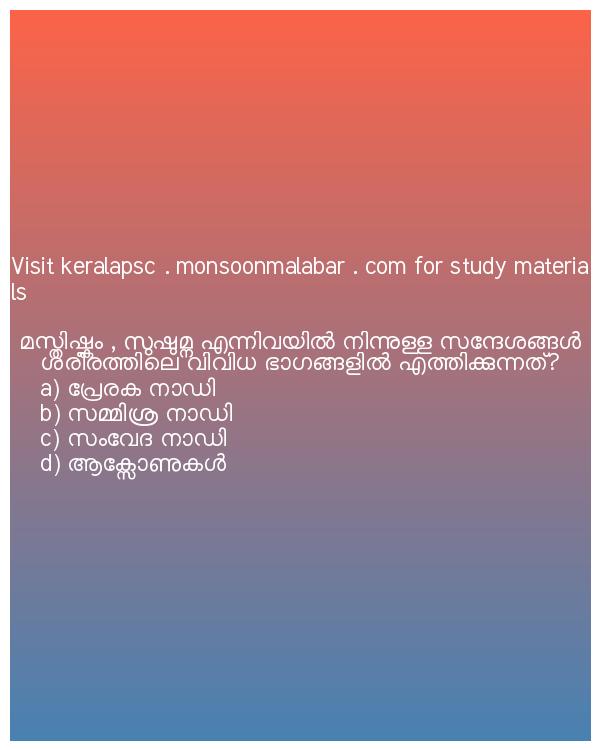 Visit keralapsc . monsoonmalabar . com for study materia
ls
മസ്തിഷ്കം , സുഷുമ്ന എന്നിവയിൽ നിന്നുള്ള സന്ദേശങ്ങൾ
ശരീരത്തിലെ വിവിധ ഭാഗങ്ങളിൽ എത്തിക്കുന്നത്?
a) പ്രേരക നാഡി
b) സമ്മിശ്ര നാഡി
c) സംവേദ നാഡി
d) ആക്സോണുകൾ